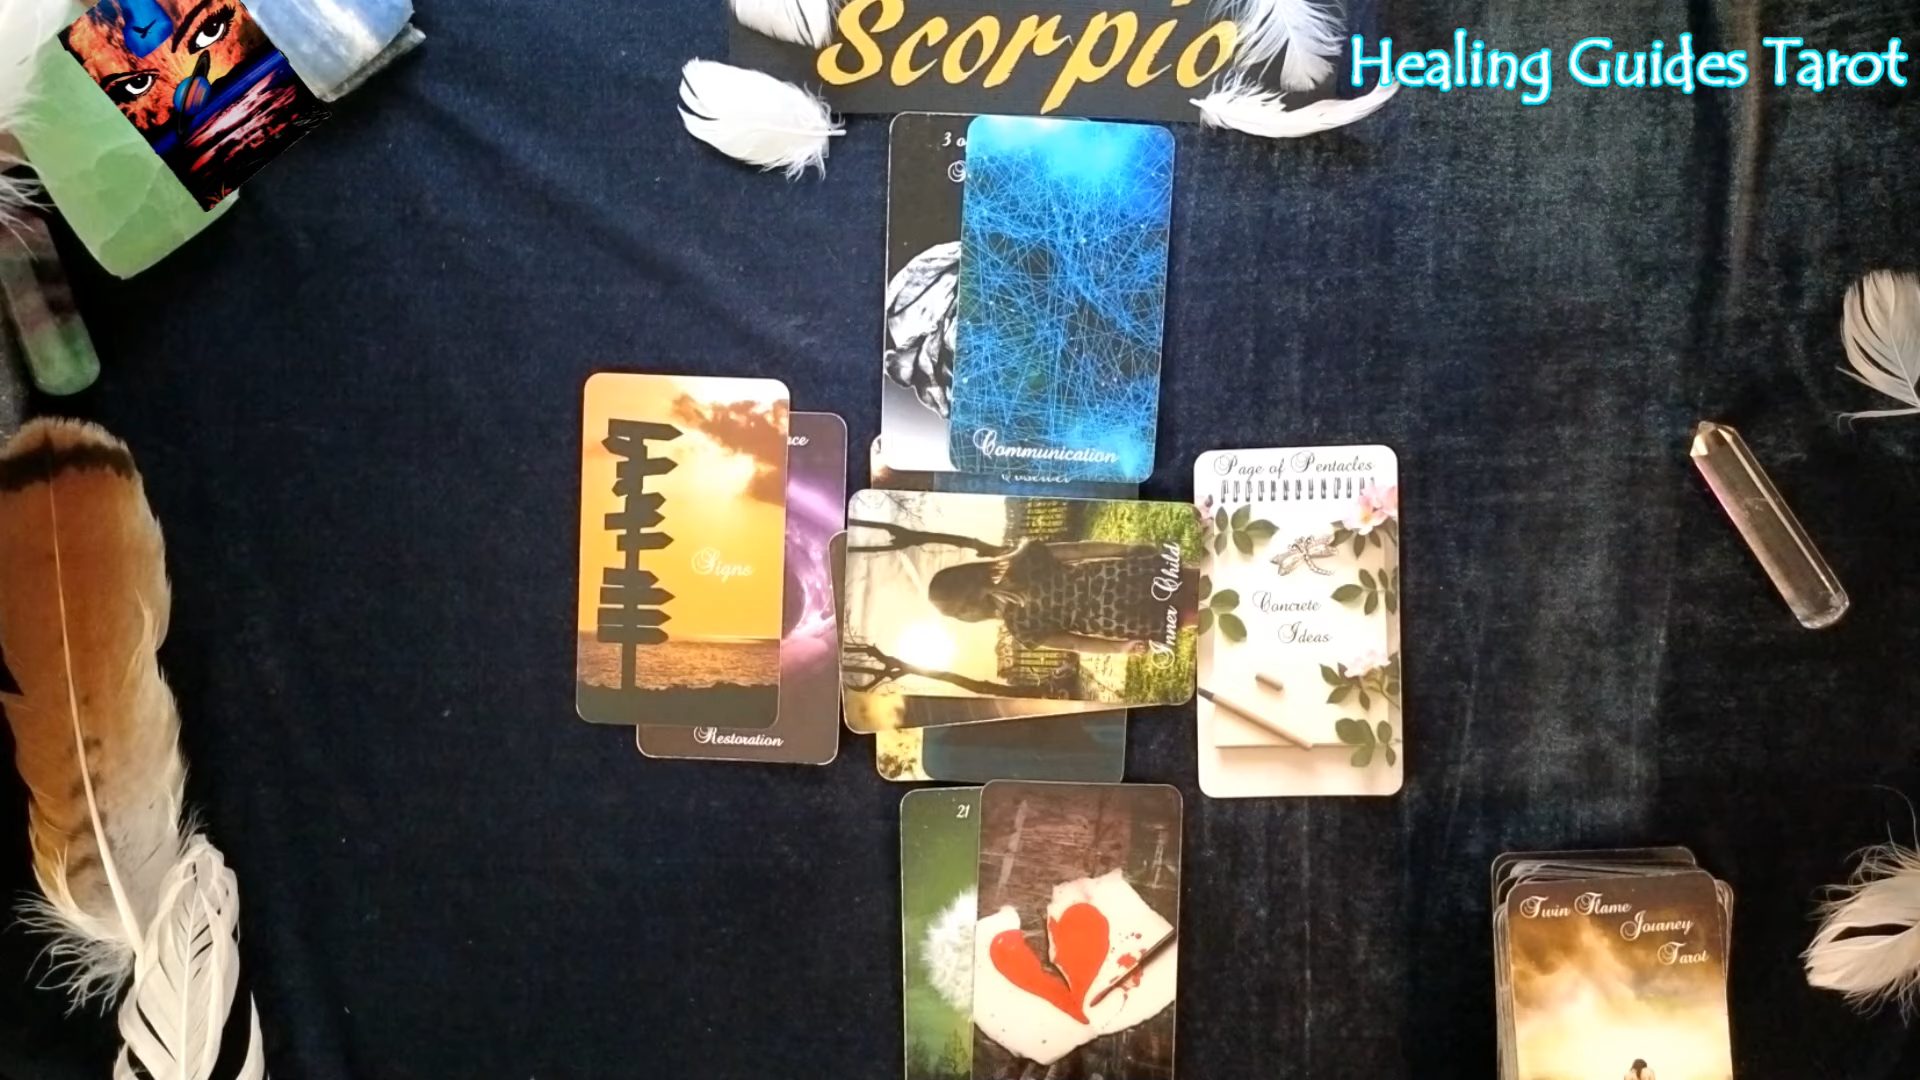 Scorpio
Healing Guides Tarot
3 o
Communication
Signs
Restoration
Inner Child
Page of Pentacles
Concrete
Ideas
21
Twin Flame
Journey
Tarot